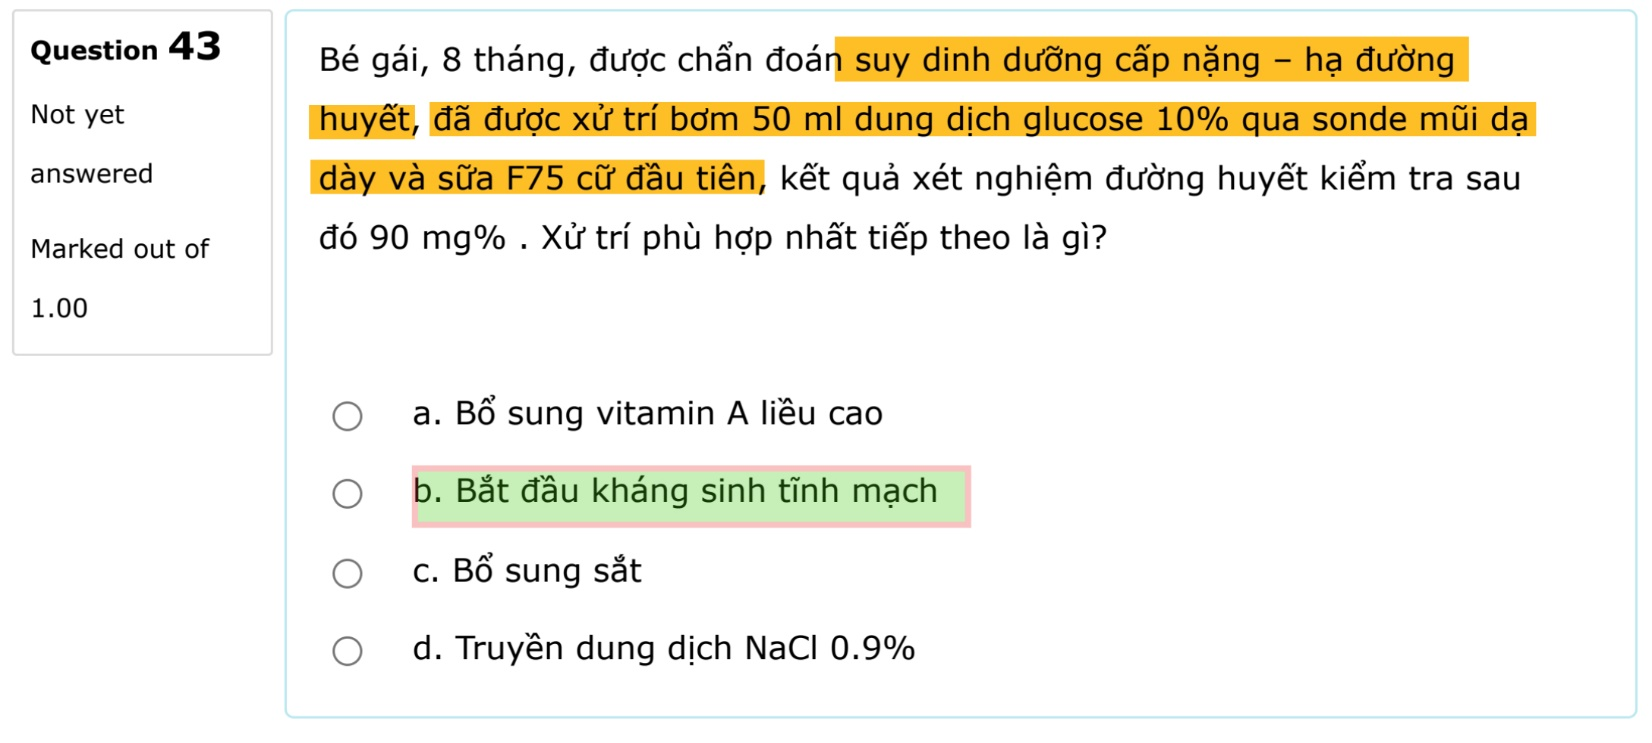 Question 43
Not yet
answered
Marked out of
1.00
Bé gái, 8 tháng, được chẩn đoán suy dinh dưỡng cấp nặng – hạ đường
huyết, đã được xử trí bơm 50 ml dung dịch glucose 10% qua sonde mũi dạ
dày và sữa F75 cữ đầu tiên, kết quả xét nghiệm đường huyết kiểm tra sau
đó 90 mg% . Xử trí phù hợp nhất tiếp theo là gì?
a. Bổ sung vitamin A liều cao
b. Bắt đầu kháng sinh tĩnh mạch
c. Bổ sung sắt
d. Truyền dung dịch NaCl 0.9%